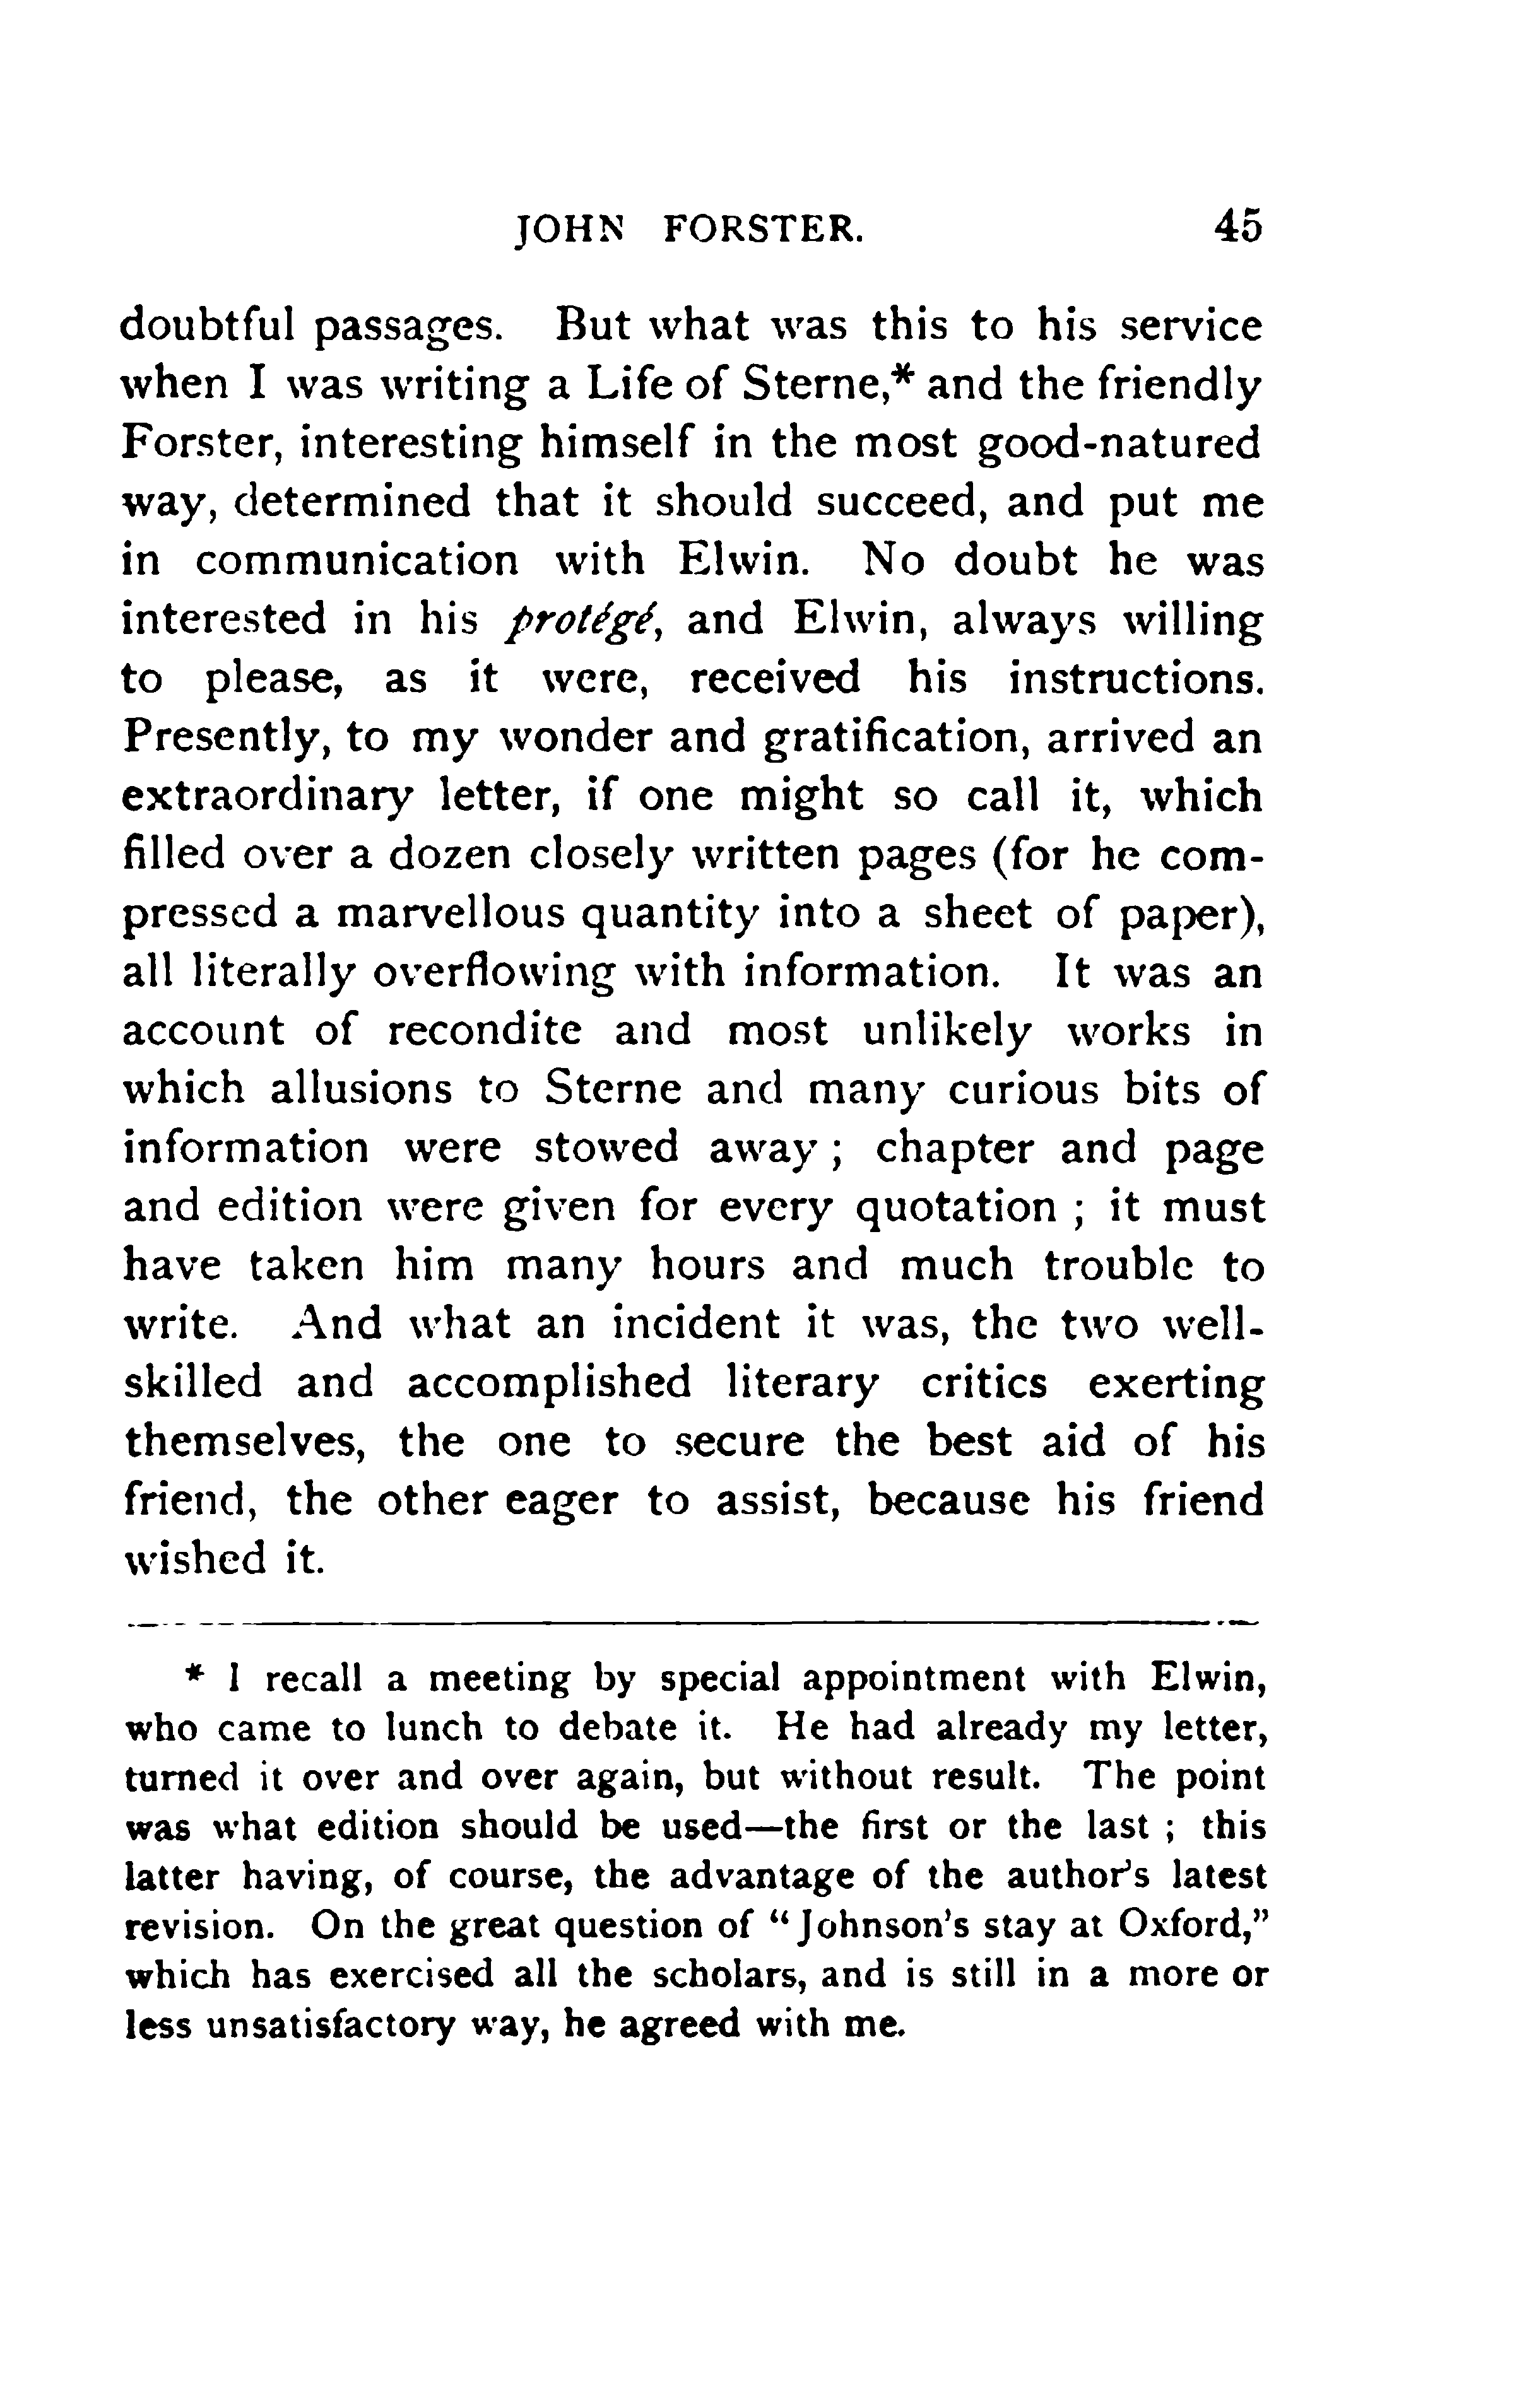 JOHN FORSTER. 45
doubtful passages. But what was this to his service
when I was writing a Life of Sterne,* and the friendly
Forster, interesting himself in the most good-natured
way, determined that it should succeed, and put me
in communication with Elwin. No doubt he was
interested in his protégé, and Elwin, always willing
to please, as it were, received his instructions.
Presently, to my wonder and gratification, arrived an
extraordinary letter, if one might so call it, which
filled over a dozen closely written pages (for he com-
pressed a marvellous quantity into a sheet of paper),
all literally overflowing with information. It was an
account of recondite and most unlikely works in
which allusions to Sterne and many curious bits of
information were stowed away ; chapter and page
and edition were given for every quotation ; it must
have taken him many hours and much trouble to
write. And what an incident it was, the two well-
skilled and accomplished literary critics exerting
themselves, the one to secure the best aid of his
friend, the other eager to assist, because his friend
wished it.
* I recall a meeting by special appointment with Elwin,
who came to lunch to debate it. He had already my letter,
turned it over and over again, but without result. The point
was what edition should be used—the first or the last ; this
latter having, of course, the advantage of the author's latest
revision. On the great question of "Johnson's stay at Oxford,"
which has exercised all the scholars, and is still in a more or
less unsatisfactory way, he agreed with me.